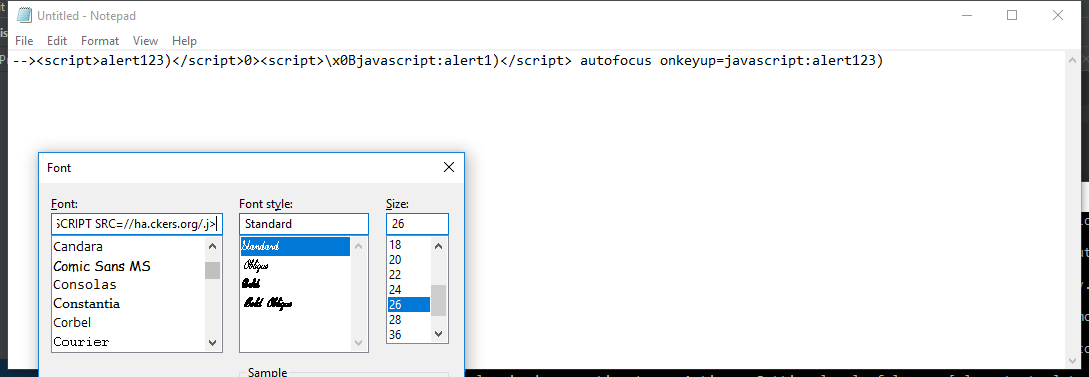 Untitled - Notepad
File Edit Format View Help
--><script>alert123)</script>0><script>\x0Bjavascript:alert1)</script> autofocus onkeyup=javascript:alert123)
Font
Font: Font style: Size:
SCRIPT SRC=//ha.ckers.org/.j> Standard 26
Candara Standard 18
Comic Sans MS Oblique 20
Consolas Bold 22
Constantia Bold Oblique 24
Corbel 26
Courier 28
36
Sample